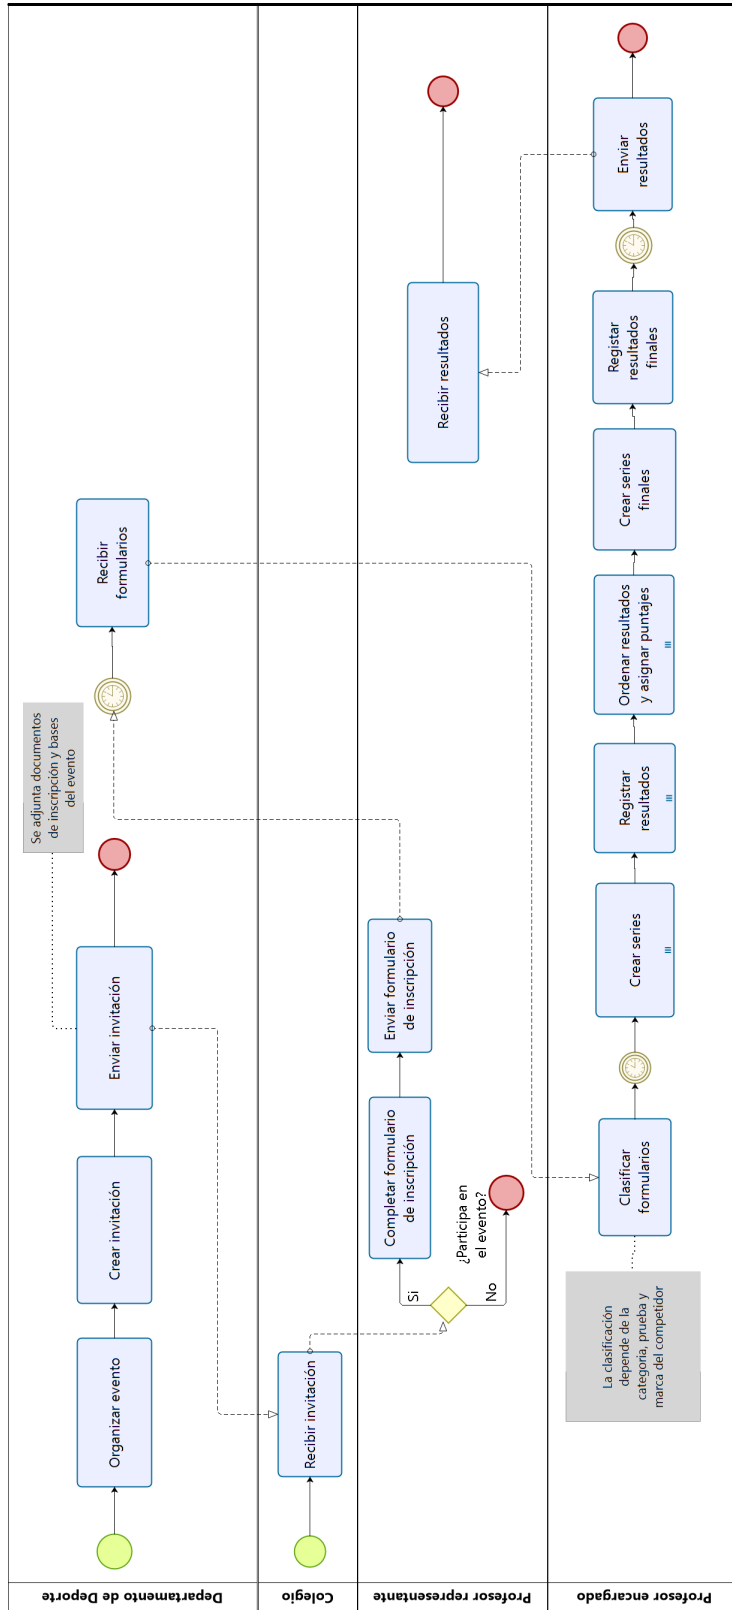 Departamento de Deporte
Organizar evento
Crear invitación
Enviar invitación
Se adjunta documentos
de inscripción y bases
del evento
Recibir
formularios
Colegio
Recibir invitación
Profesor representante
¿Participa en
el evento?
Si
No
Completar formulario
de inscripción
Enviar formulario
de inscripción
Recibir resultados
Profesor encargado
La clasificación
depende de la
categoria, prueba y
marca del competidor
Clasificar
formularios
Crear series
Registrar
resultados
Ordenar resultados
y asignar puntajes
Crear series
finales
Registar
resultados
finales
Enviar
resultados